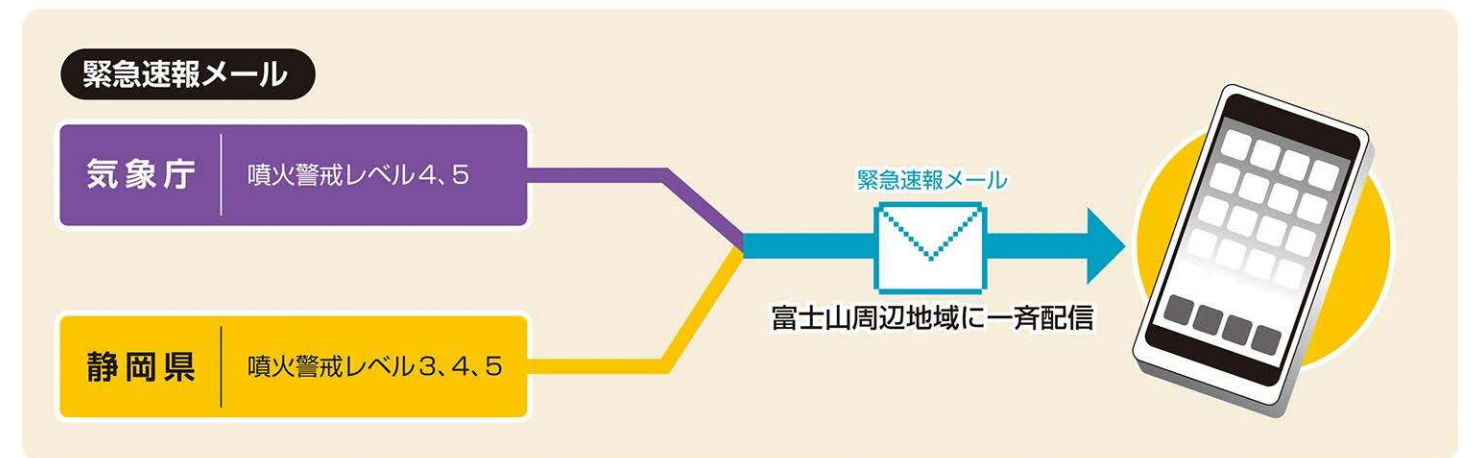 緊急速報メール
気象庁
噴火警戒レベル4、5
緊急速報メール
富士山周辺地域に一斉配信
静岡県
噴火警戒レベル3、4、5